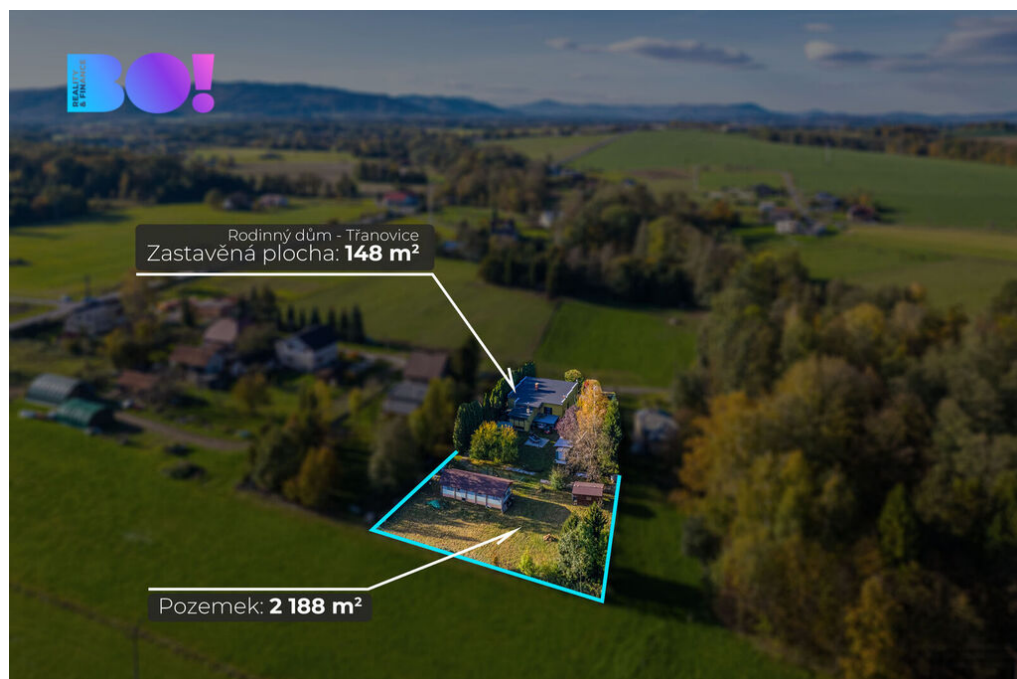 BO!
REALITY
& FINANCE
Rodinný dům - Třanovice
Zastavěná plocha: 148 m²
Pozemek: 2 188 m²